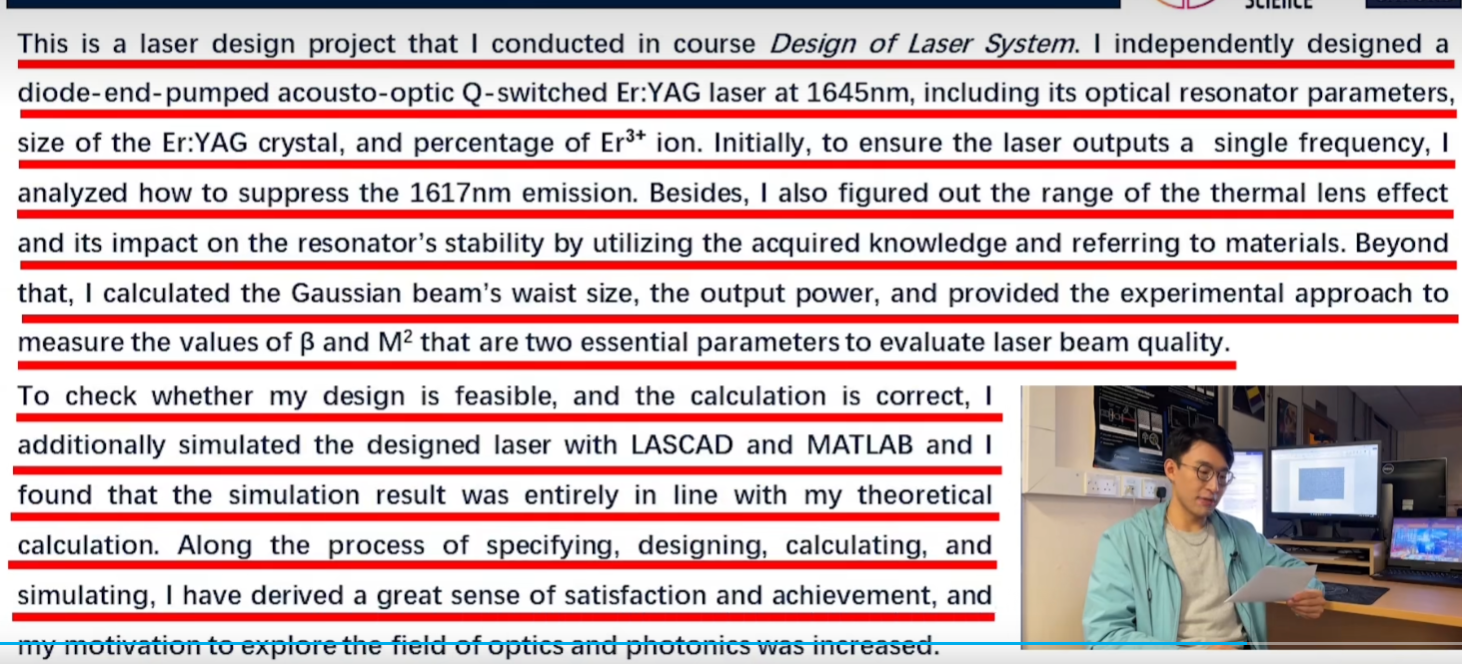 SCIENCE
This is a laser design project that I conducted in course Design of Laser System. I independently designed a
diode-end-pumped acousto-optic Q-switched Er:YAG laser at 1645nm, including its optical resonator parameters,
size of the Er:YAG crystal, and percentage of Er³⁺ ion. Initially, to ensure the laser outputs a single frequency, I
analyzed how to suppress the 1617nm emission. Besides, I also figured out the range of the thermal lens effect
and its impact on the resonator's stability by utilizing the acquired knowledge and referring to materials. Beyond
that, I calculated the Gaussian beam's waist size, the output power, and provided the experimental approach to
measure the values of β and M² that are two essential parameters to evaluate laser beam quality.
To check whether my design is feasible, and the calculation is correct, I
additionally simulated the designed laser with LASCAD and MATLAB and I
found that the simulation result was entirely in line with my theoretical
calculation. Along the process of specifying, designing, calculating, and
simulating, I have derived a great sense of satisfaction and achievement, and
my motivation to explore the field of optics and photonics was increased.